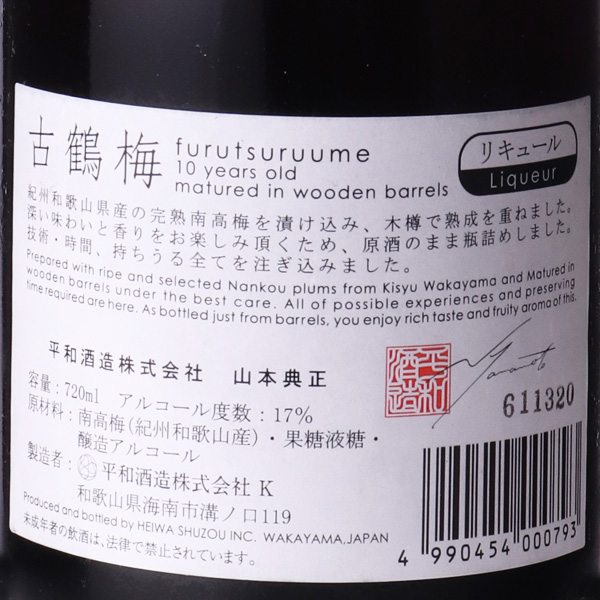 古鶴梅
furutsuruume
10 years old
matured in wooden barrels
リキュール
Liqueur
紀州和歌山県産の完熟南高梅を漬け込み、木樽で熟成を重ねました。
深い味わいと香りをお楽しみ頂くため、原酒のまま瓶詰めしました。
技術・時間、持ちうる全てを注ぎ込みました。
Prepared with ripe and selected Nankou plums from Kisyu Wakayama and Matured in
wooden barrels under the best care. All of possible experiences and preserving
time required are here. As bottled just from barrels, you enjoy rich taste and fruity aroma of this.
平和酒造株式会社 山本典正
平和酒造
611320
容量：720ml アルコール度数：17%
原材料：南高梅(紀州和歌山産)・果糖液糖・
醸造アルコール
製造者：平和酒造株式会社 K
和歌山県海南市溝ノ口119
Produced and bottled by HEIWA SHUZOU INC. WAKAYAMA,JAPAN
未成年者の飲酒は、法律で禁止されています。
4 990454 000793